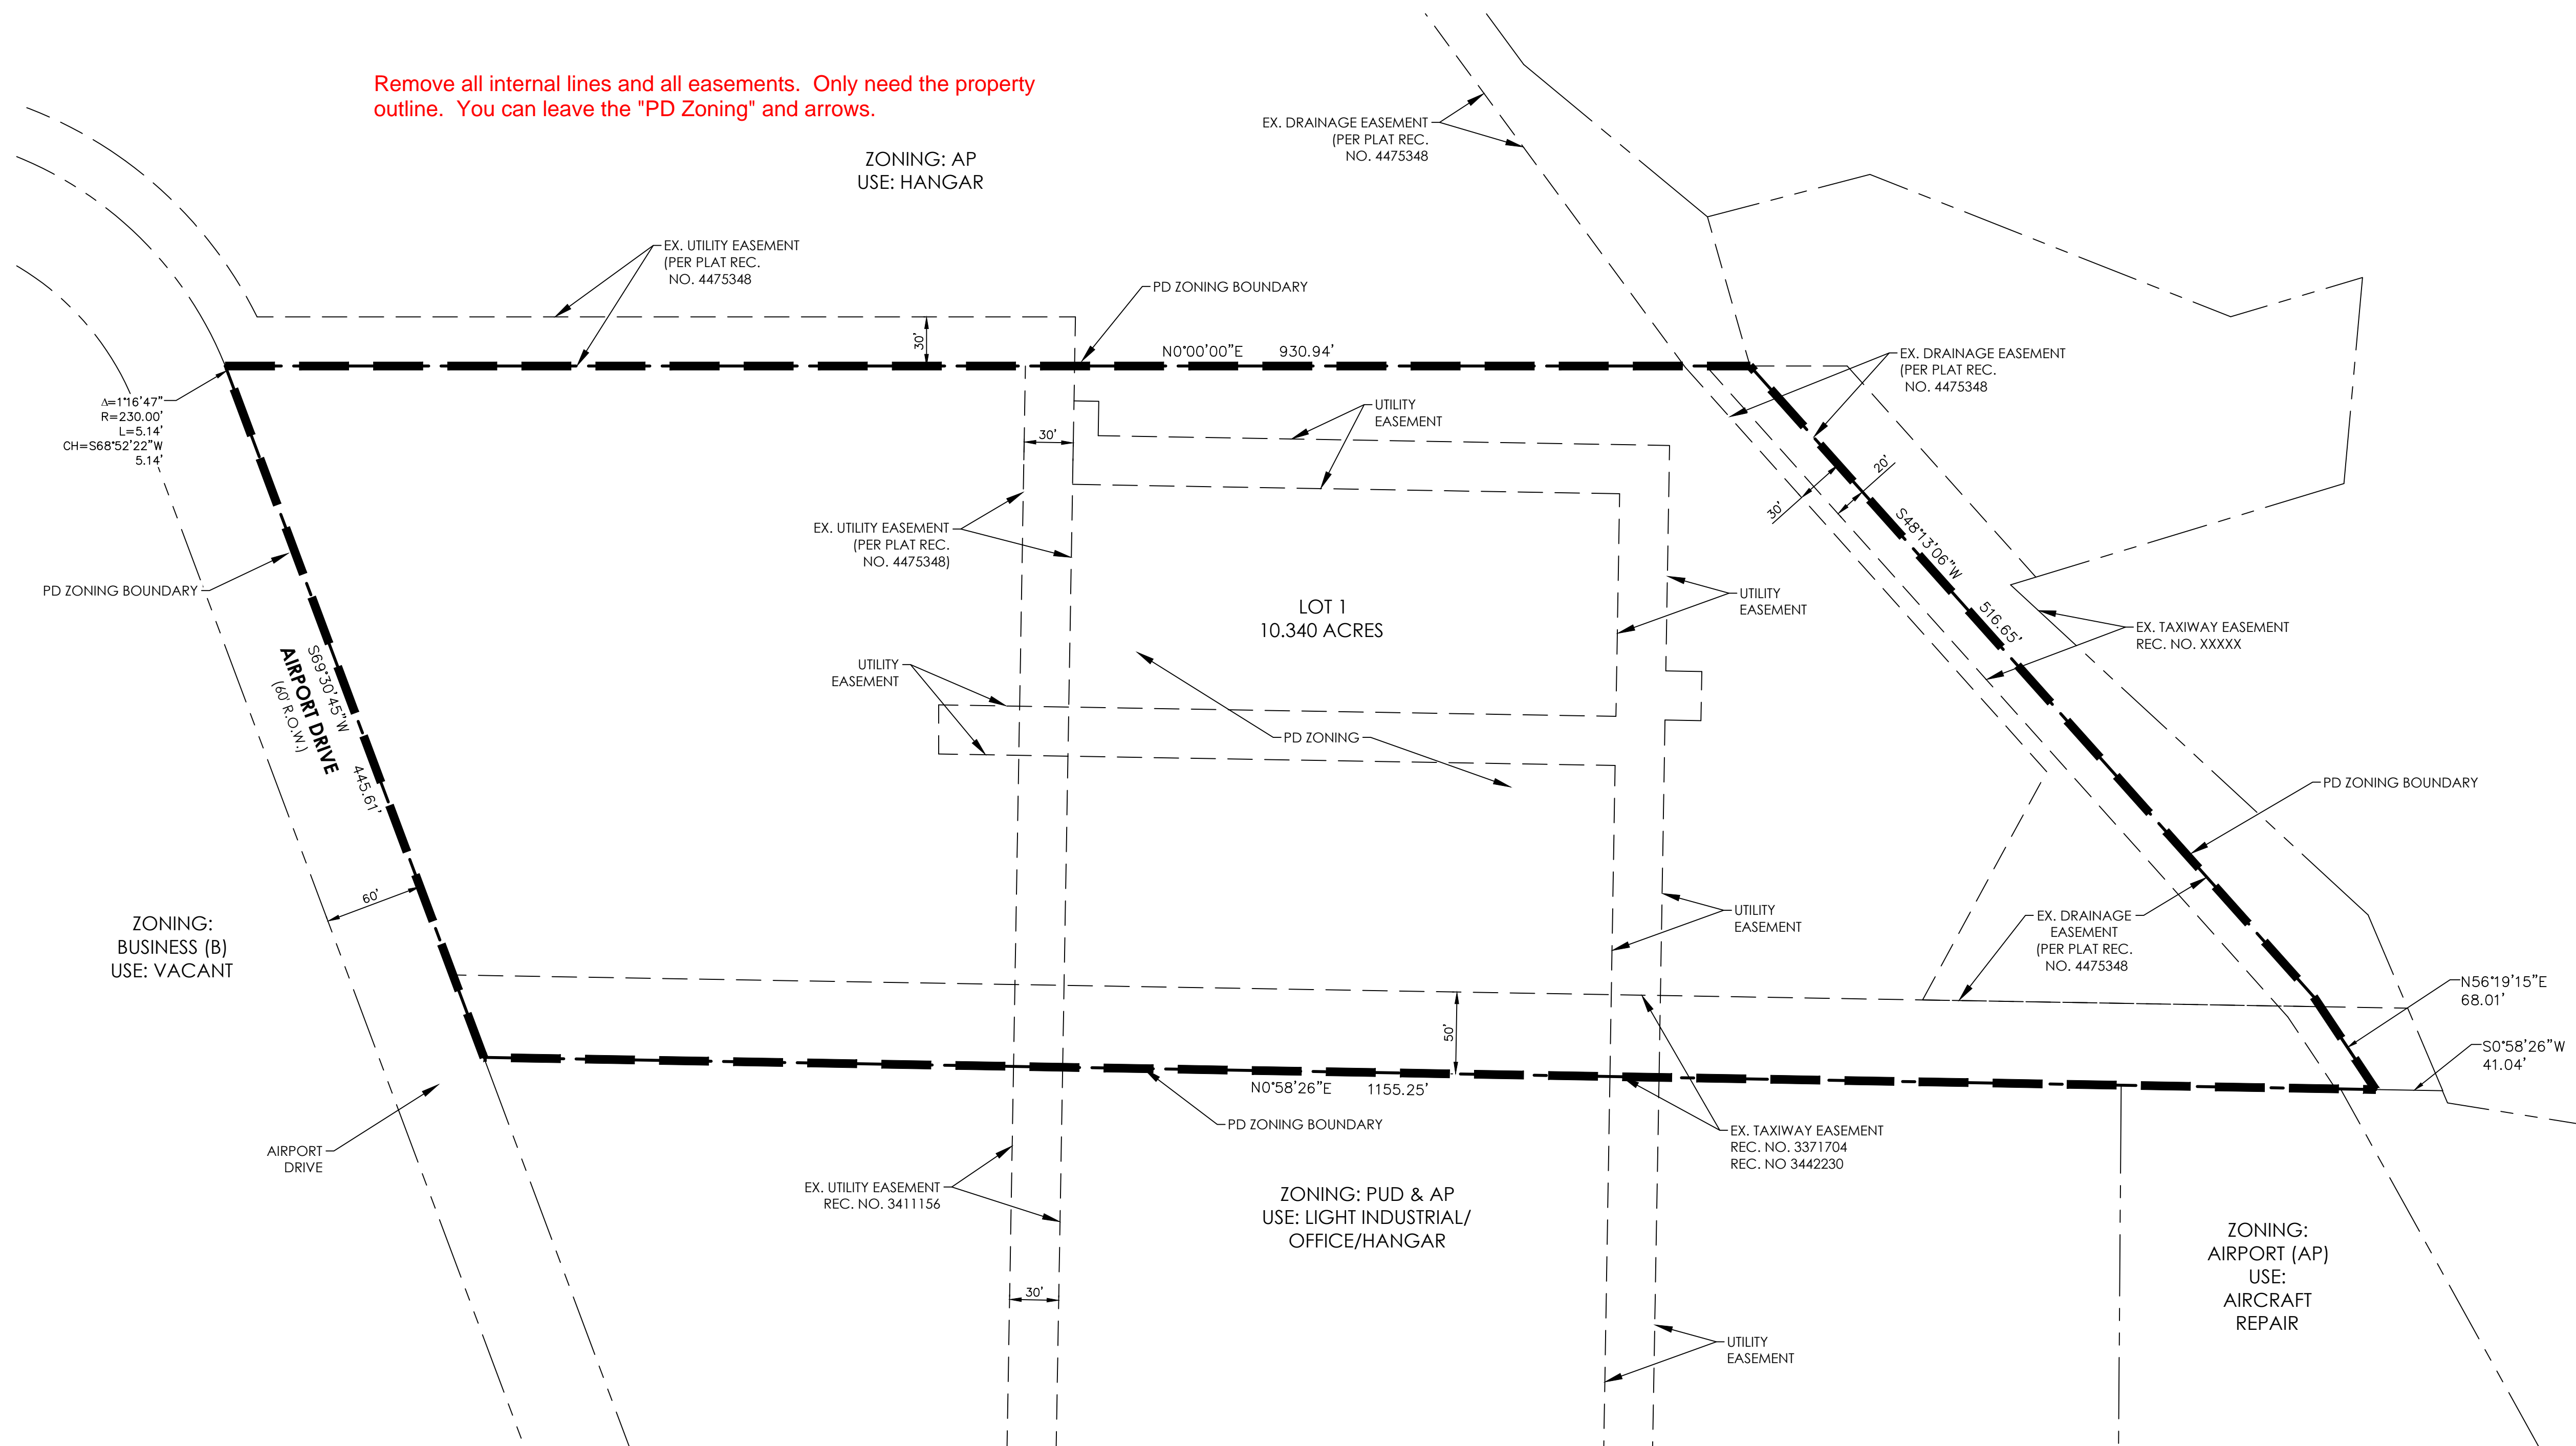 Remove all internal lines and all easements.  Only need the property
outline.  You can leave the "PD Zoning" and arrows.
ZONING: AP
USE: HANGAR
EX. DRAINAGE EASEMENT
(PER PLAT REC.
NO. 4475348
EX. UTILITY EASEMENT
(PER PLAT REC.
NO. 4475348
PD ZONING BOUNDARY
30'
N0°00'00"E 930.94'
EX. DRAINAGE EASEMENT
(PER PLAT REC.
NO. 4475348
Δ=1°16'47"
R=230.00'
L=5.14'
CH=S68°52'22"W
5.14'
UTILITY
EASEMENT
30'
20'
30'
EX. UTILITY EASEMENT
(PER PLAT REC.
NO. 4475348)
S48°13'06"W
516.65'
PD ZONING BOUNDARY
LOT 1
10.340 ACRES
UTILITY
EASEMENT
EX. TAXIWAY EASEMENT
REC. NO. XXXXX
S69°30'45"W
445.61'
AIRPORT DRIVE
(60' R.O.W.)
UTILITY
EASEMENT
PD ZONING
PD ZONING BOUNDARY
60'
ZONING:
BUSINESS (B)
USE: VACANT
UTILITY
EASEMENT
EX. DRAINAGE
EASEMENT
(PER PLAT REC.
NO. 4475348
N56°19'15"E
68.01'
50'
S0°58'26"W
41.04'
N0°58'26"E 1155.25'
PD ZONING BOUNDARY
AIRPORT
DRIVE
EX. TAXIWAY EASEMENT
REC. NO. 3371704
REC. NO 3442230
EX. UTILITY EASEMENT
REC. NO. 3411156
ZONING: PUD & AP
USE: LIGHT INDUSTRIAL/
OFFICE/HANGAR
ZONING:
AIRPORT (AP)
USE:
AIRCRAFT
REPAIR
30'
UTILITY
EASEMENT